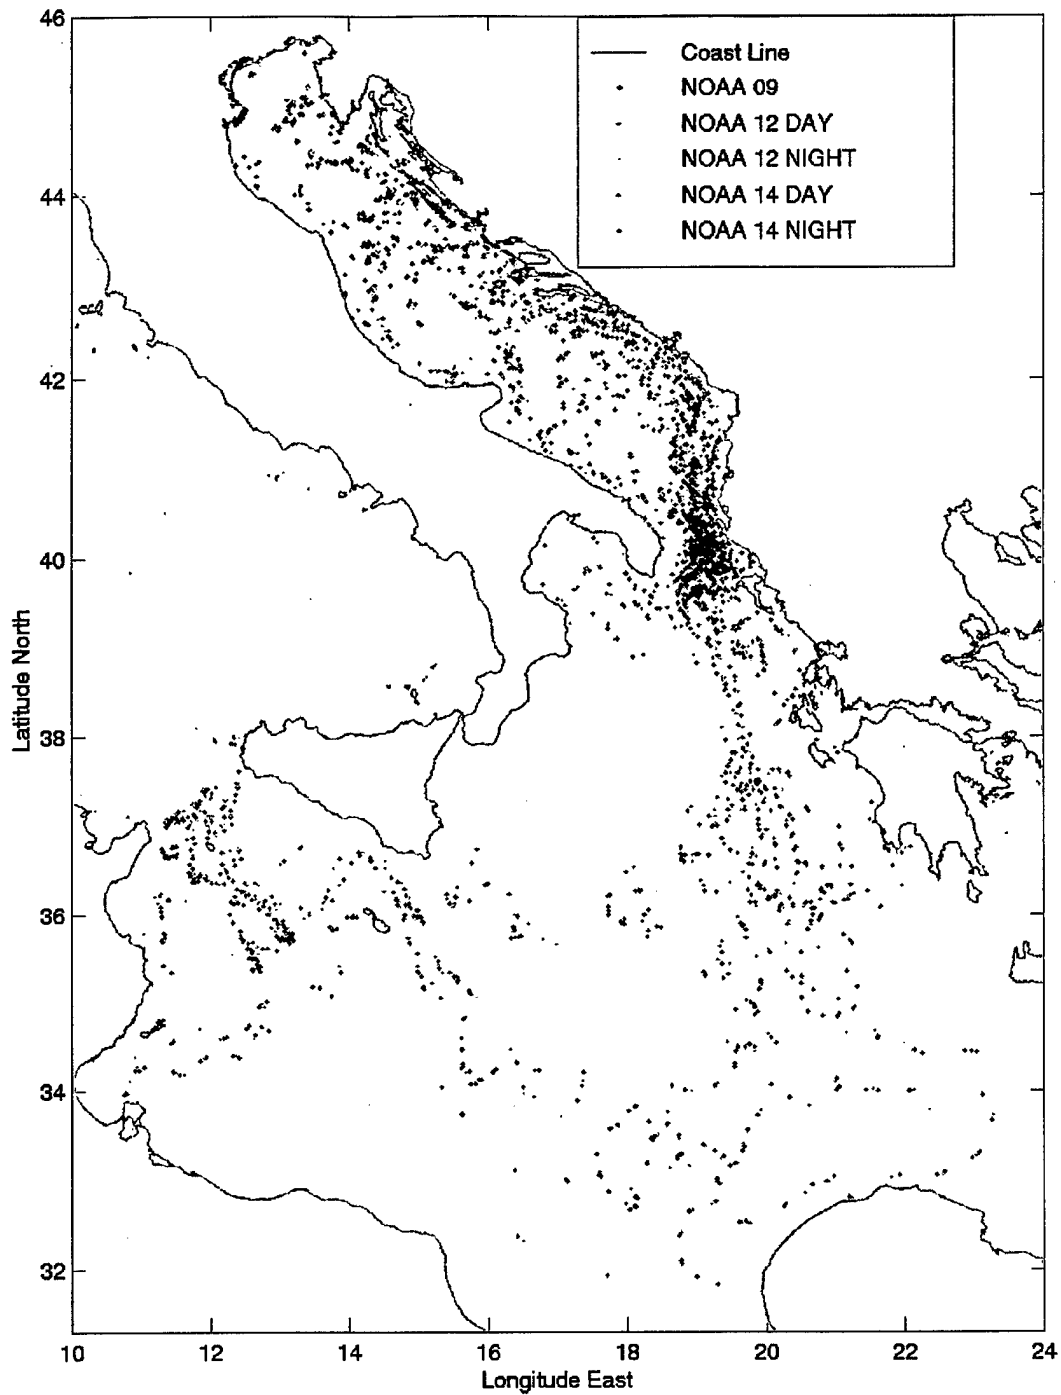 46
44
42
40
38
36
34
32
Latitude North
Coast Line
NOAA 09
NOAA 12 DAY
NOAA 12 NIGHT
NOAA 14 DAY
NOAA 14 NIGHT
10 12 14 16 18 20 22 24
Longitude East